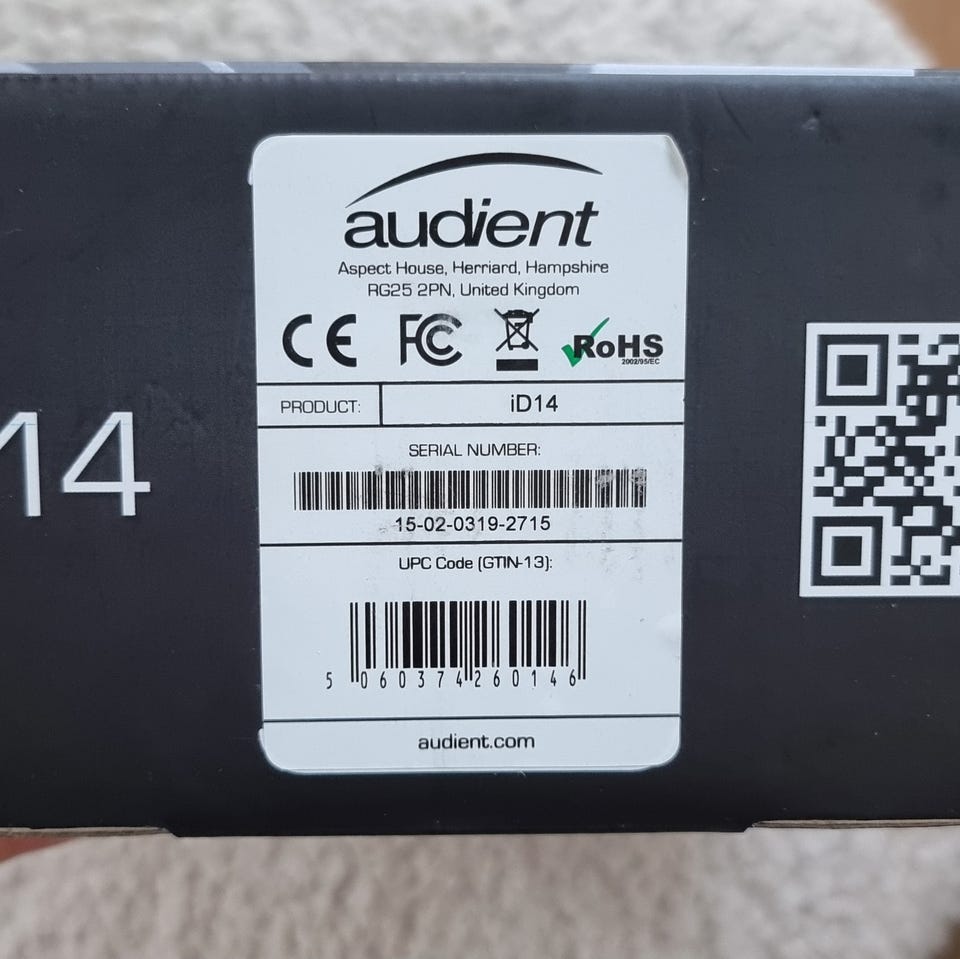 audient
Aspect House, Herriard, Hampshire
RG25 2PN, United Kingdom
CE FC RoHS
2002/95/EC
PRODUCT: iD14
14
SERIAL NUMBER:
15-02-0319-2715
UPC Code (GTIN-13):
5 060374 260146
audient.com